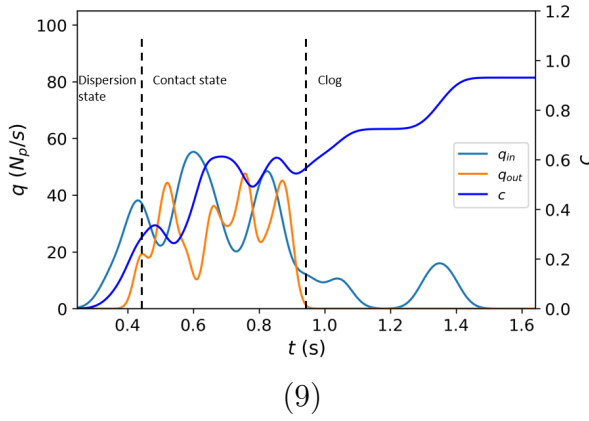 100
80
60
40
20
0
q (N_p/s)
Dispersion
state
Contact state
Clog
q_in
q_out
c
1.2
1.0
0.8
0.6
0.4
0.2
0.0
c
0.4
0.6
0.8
1.0
1.2
1.4
1.6
t (s)
(9)